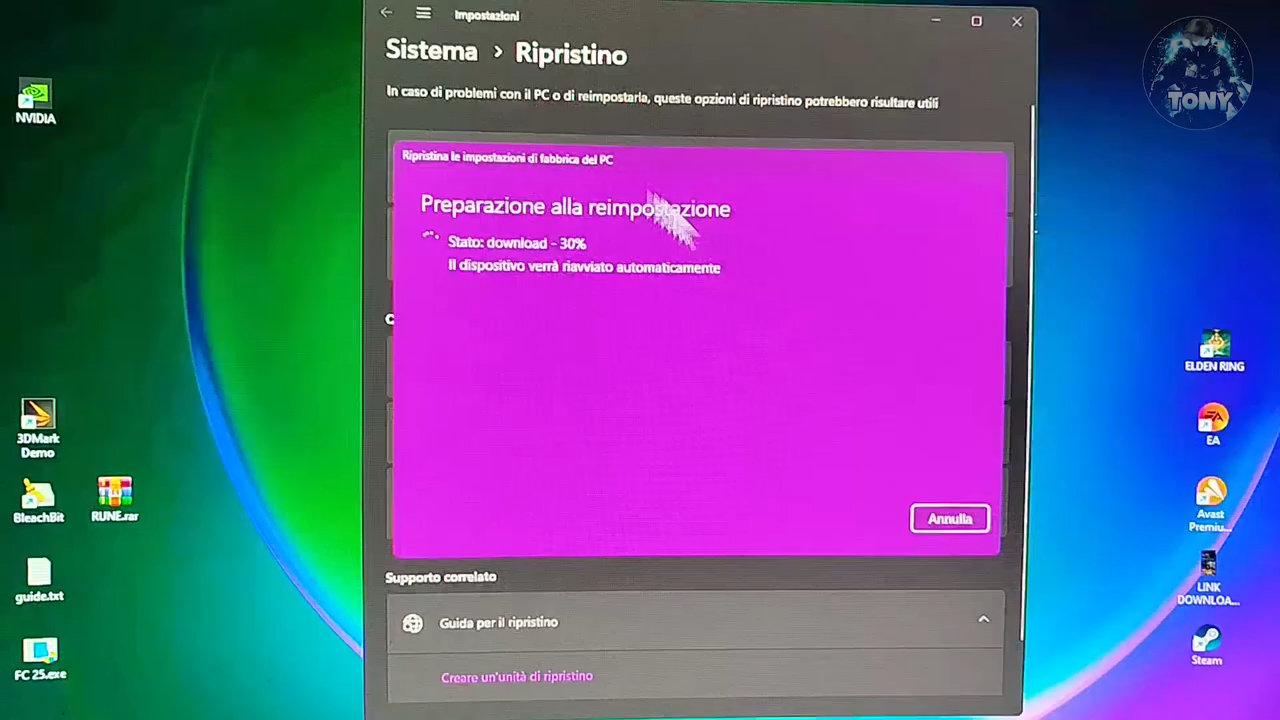 Impostazioni
Sistema > Ripristino
In caso di problemi con il PC o di reimpostarla, queste opzioni di ripristino potrebbero risultare utili
Ripristina le impostazioni di fabbrica del PC
Preparazione alla reimpostazione
Stato: download - 30%
Il dispositivo verrà riavviato automaticamente
Annulla
Supporto correlato
Guida per il ripristino
Creare un'unità di ripristino
NVIDIA
3DMark
Demo
BleachBit
RUNE.rar
guide.txt
FC 25.exe
TONY
ELDEN RING
EA
Avast
Premiu...
LINK
DOWNLOA...
Steam